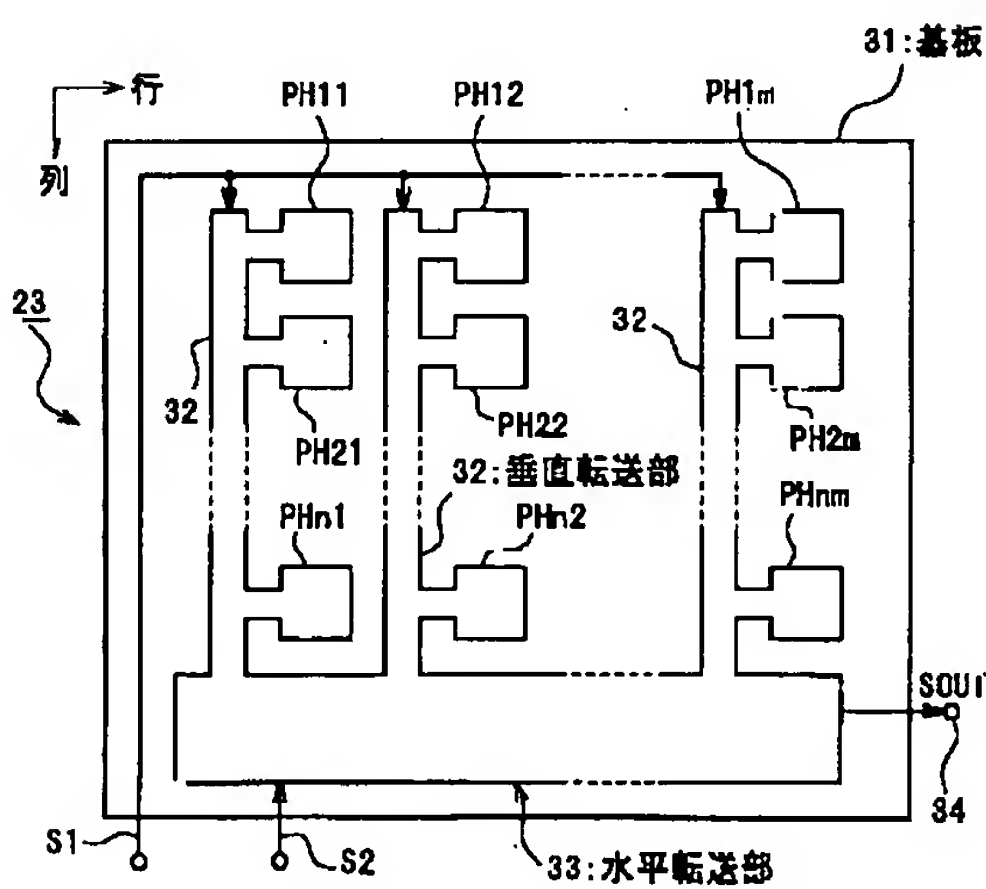 31:基板
行
PH11
PH12
PH1m
列
23
32
32
PH21
PH22
PH2m
32:垂直転送部
PHn1
PHn2
PHnm
SOUT
34
S1
S2
33:水平転送部